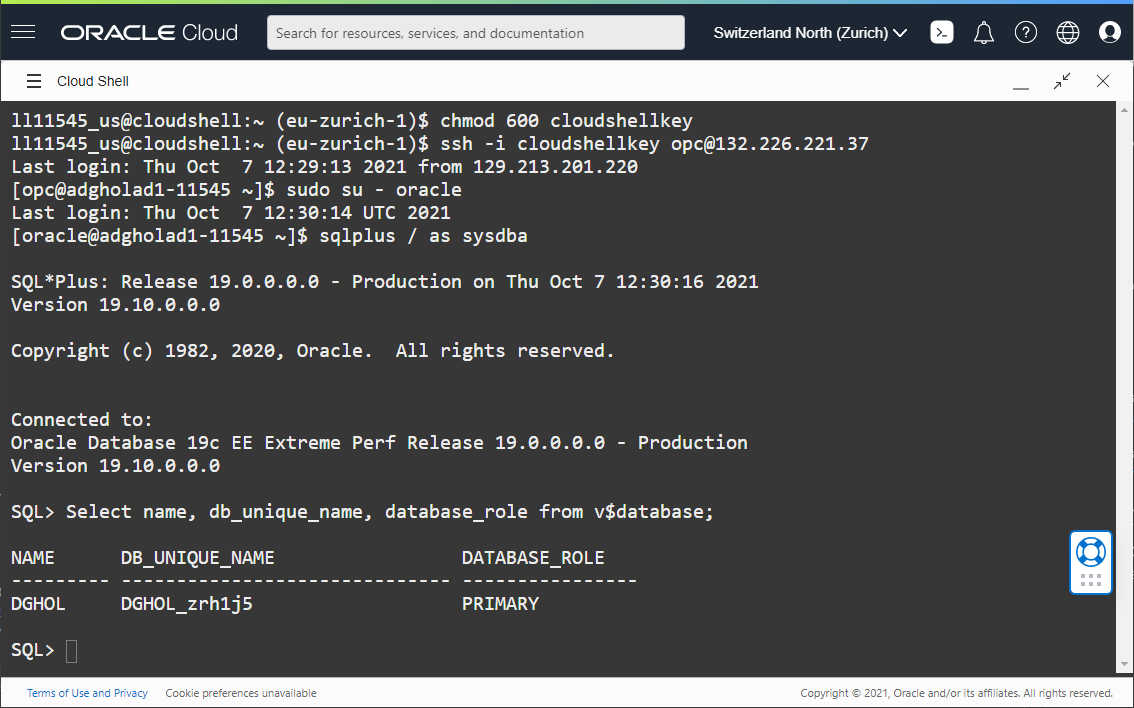 ORACLE Cloud
Search for resources, services, and documentation
Switzerland North (Zurich)
Cloud Shell
ll11545_us@cloudshell:~ (eu-zurich-1)$ chmod 600 cloudshellkey
ll11545_us@cloudshell:~ (eu-zurich-1)$ ssh -i cloudshellkey opc@132.226.221.37
Last login: Thu Oct  7 12:29:13 2021 from 129.213.201.220
[opc@adgholad1-11545 ~]$ sudo su - oracle
Last login: Thu Oct  7 12:30:14 UTC 2021
[oracle@adgholad1-11545 ~]$ sqlplus / as sysdba
SQL*Plus: Release 19.0.0.0.0 - Production on Thu Oct 7 12:30:16 2021
Version 19.10.0.0.0
Copyright (c) 1982, 2020, Oracle.  All rights reserved.
Connected to:
Oracle Database 19c EE Extreme Perf Release 19.0.0.0.0 - Production
Version 19.10.0.0.0
SQL> Select name, db_unique_name, database_role from v$database;
NAME      DB_UNIQUE_NAME                 DATABASE_ROLE
--------- ------------------------------ ----------------
DGHOL     DGHOL_zrh1j5                   PRIMARY
SQL>
Terms of Use and Privacy Cookie preferences unavailable Copyright © 2021, Oracle and/or its affiliates. All rights reserved.